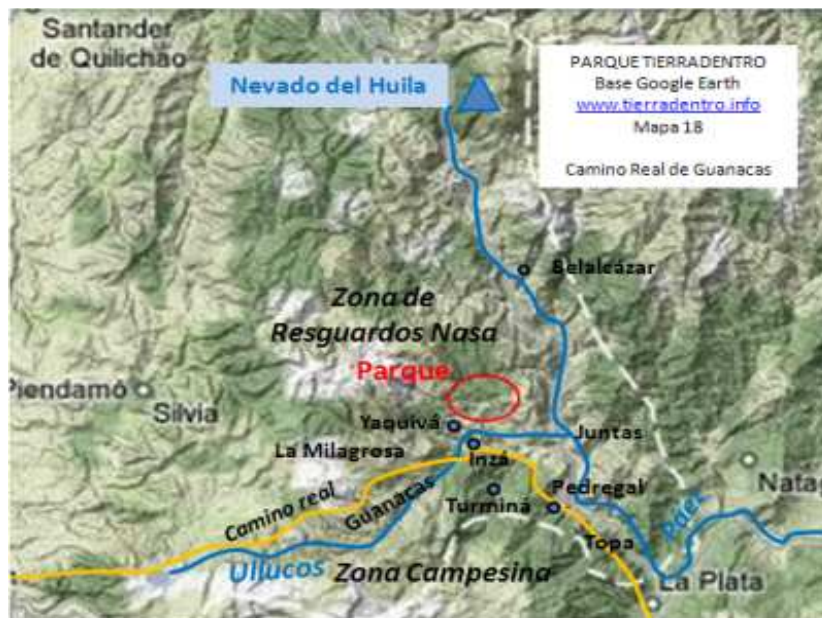 Santander
de Quilichão
Nevado del Huila
PARQUE TIERRADENTRO
Base Google Earth
www.tierradentro.info
Mapa 18
Camino Real de Guanacas
Belalcázar
Zona de
Resguardos Nasa
Parque
Piendamó
Silvia
Yaquivá
Juntas
La Milagrosa
Inzá
Natag
Camino real
Guanacas
Turminá
Pedregal
Páez
Topa
Ullucos
Zona Campesina
La Plata